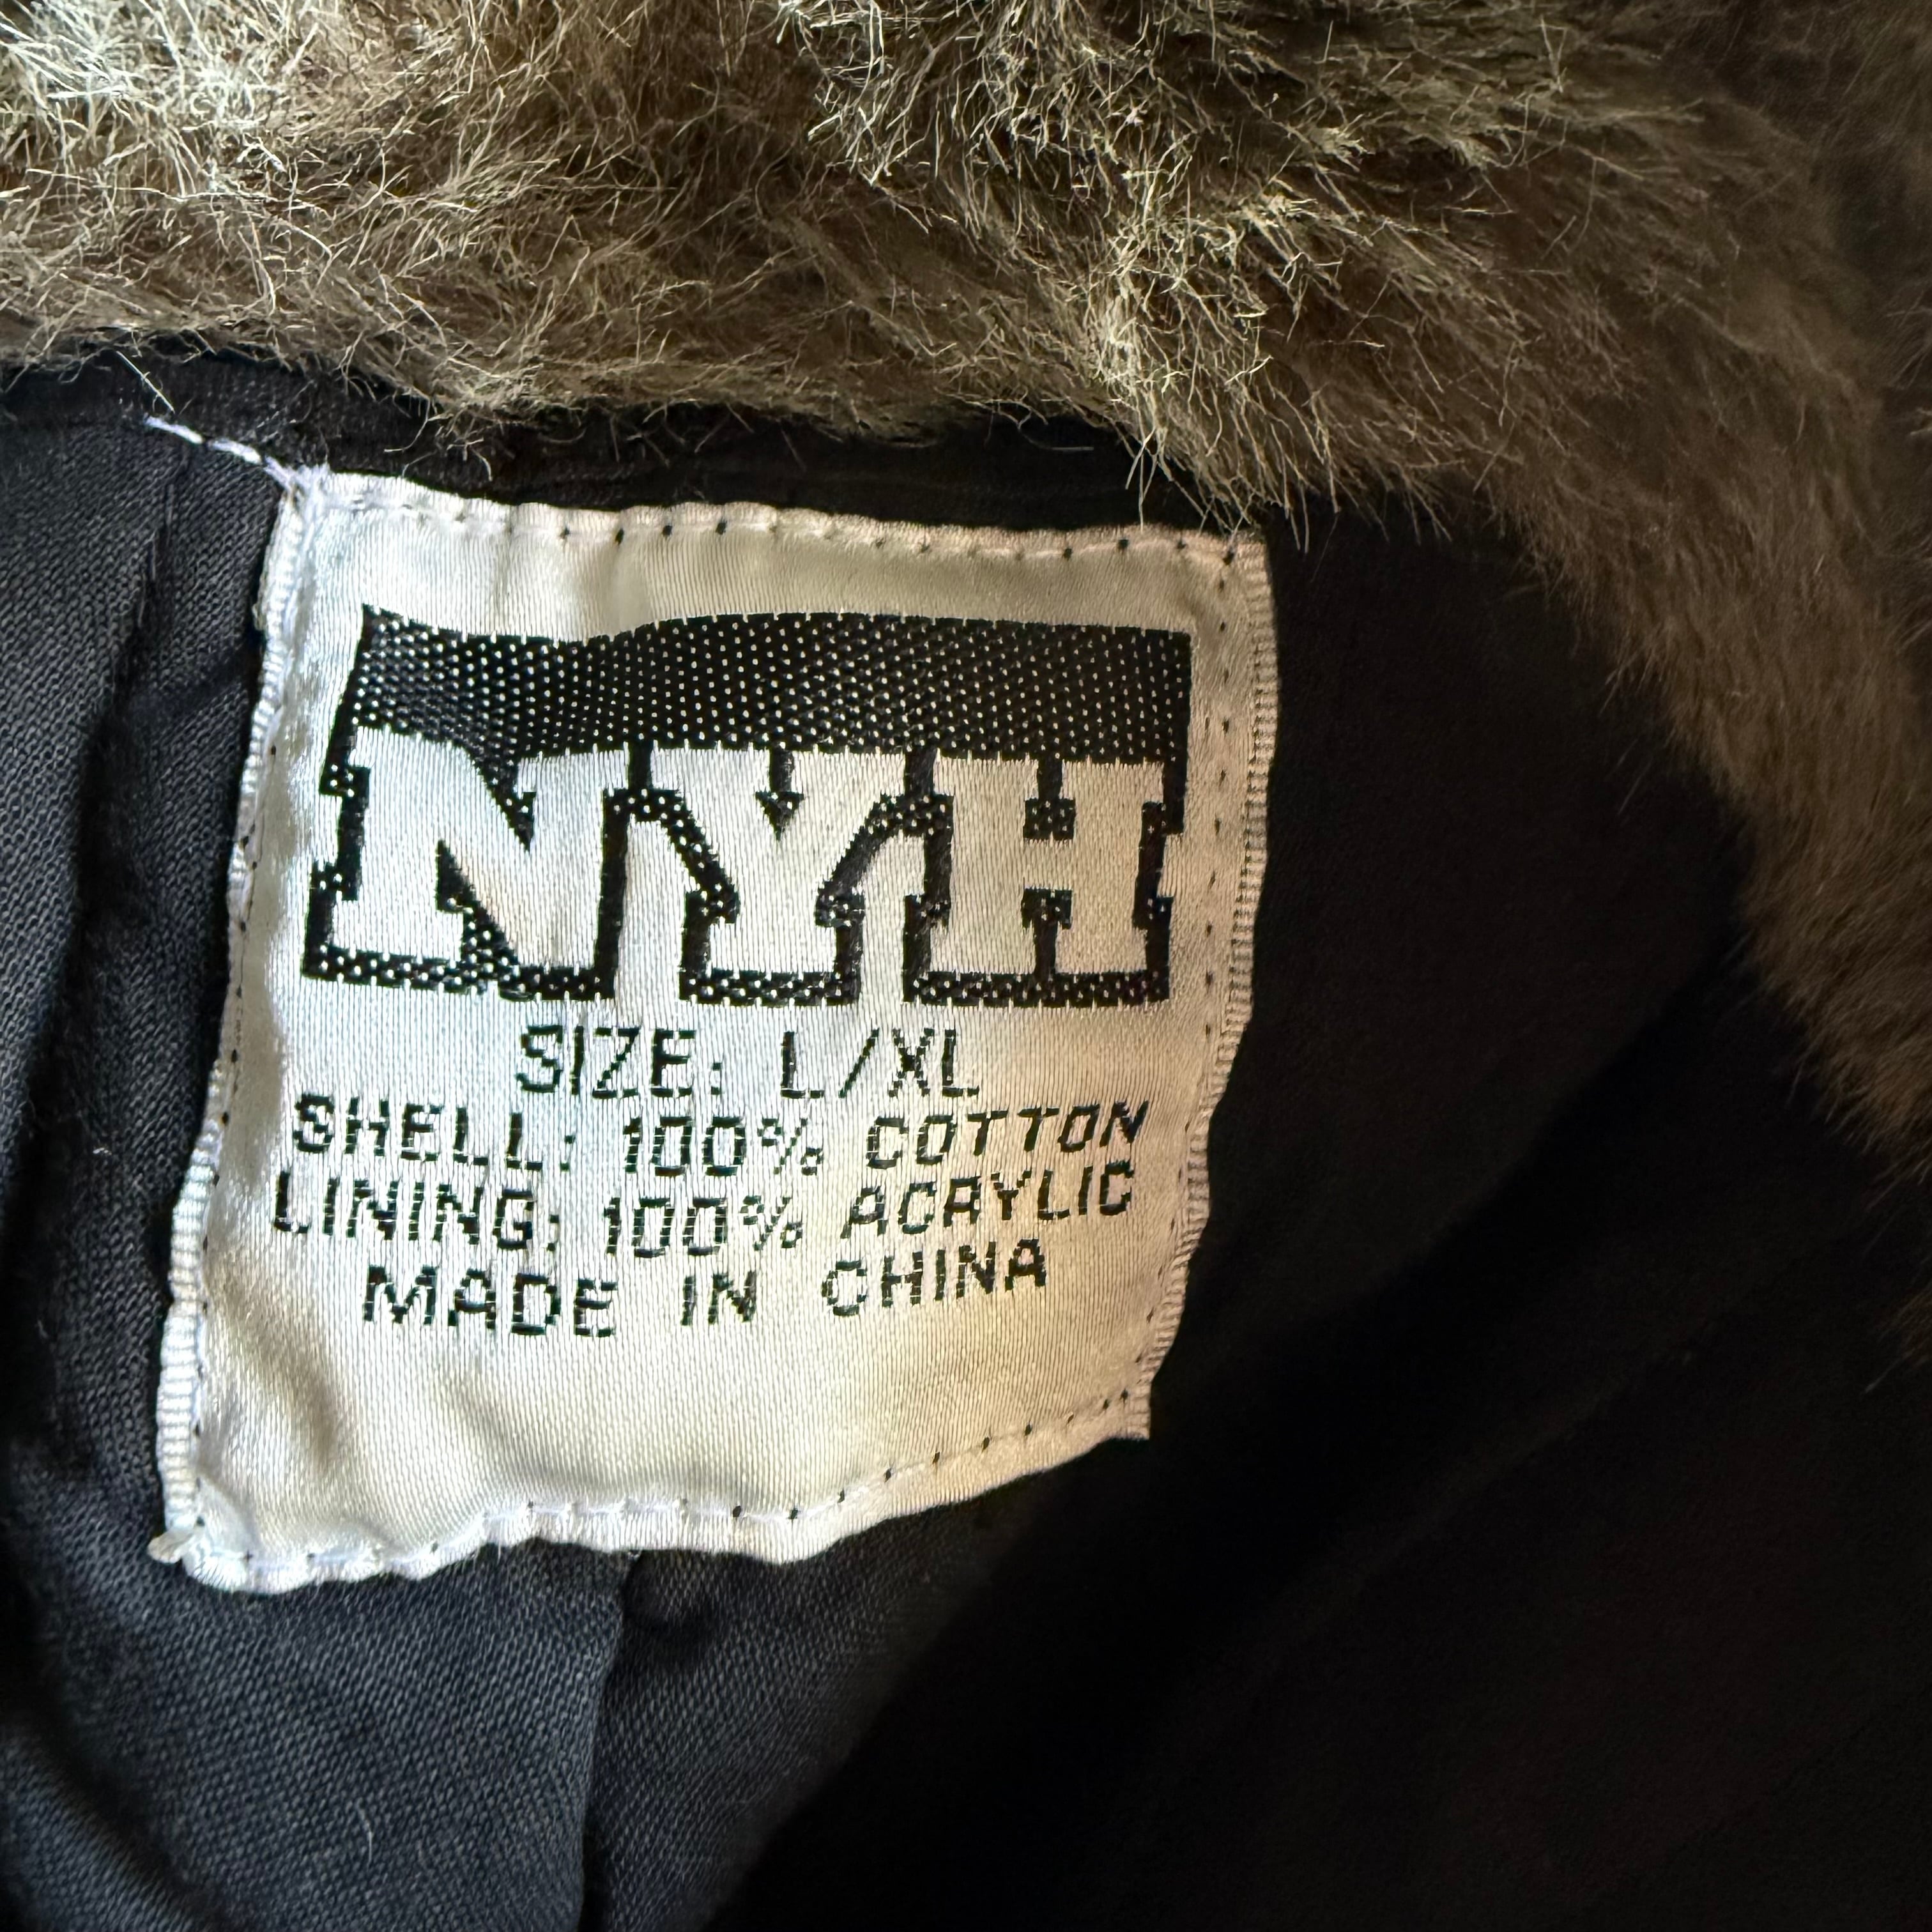 NYH
SIZE: L/XL
SHELL: 100% COTTON
LINING: 100% ACRYLIC
MADE IN CHINA